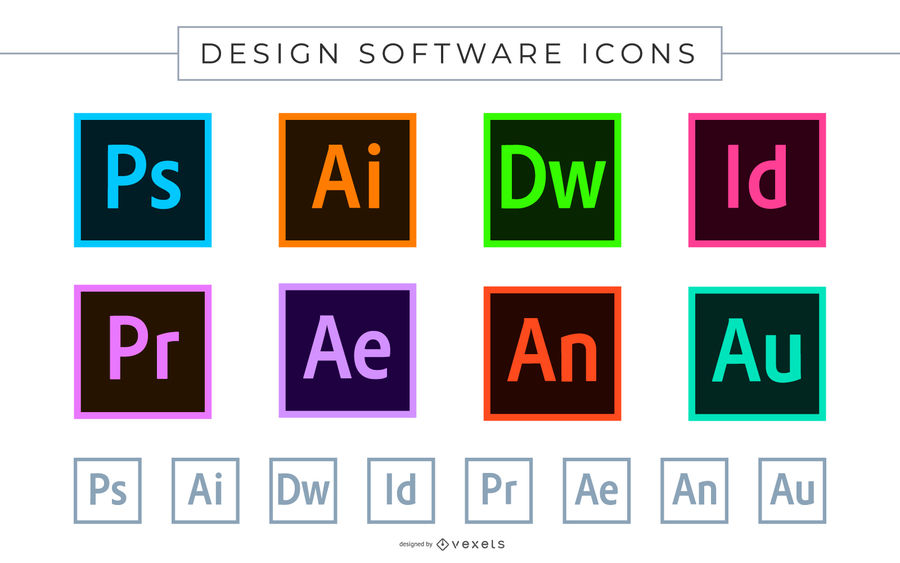 DESIGN SOFTWARE ICONS
Ps Ai Dw Id
Pr Ae An Au
Ps Ai Dw Id Pr Ae An Au
designed by vexels